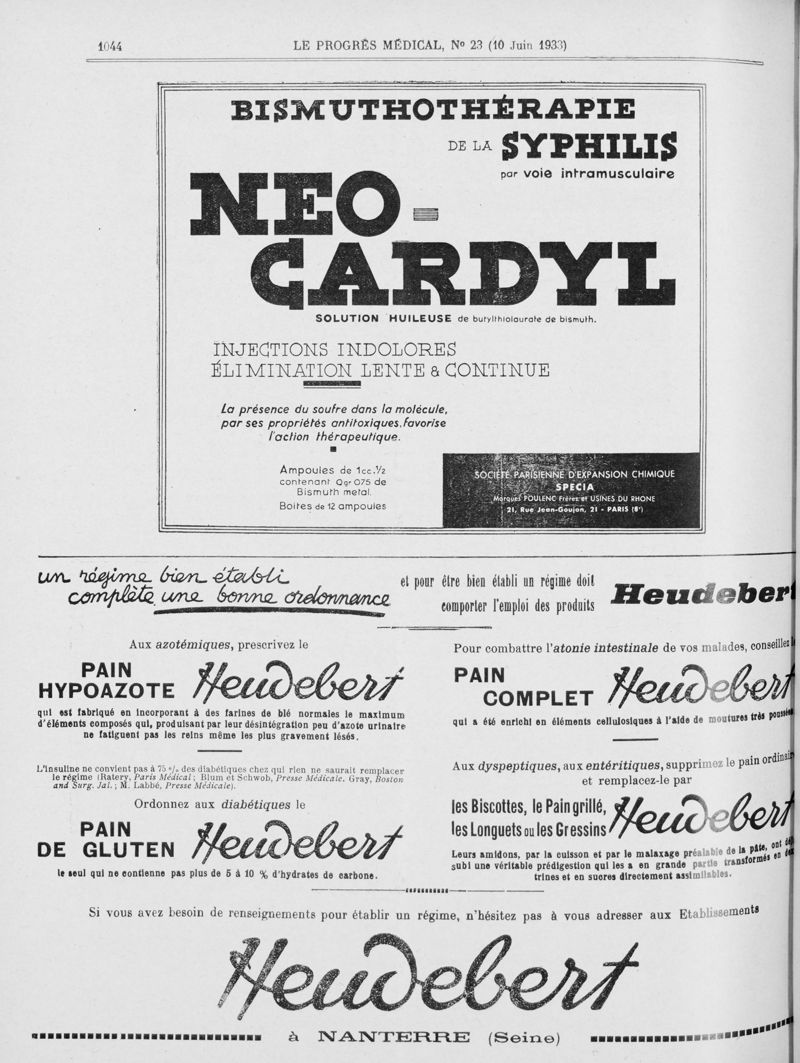 1044
LE PROGRÈS MÉDICAL, N° 23 (10 Juin 1933)
BISMUTHOTHÉRAPIE
DE LA SYPHILIS
par voie intramusculaire
NEO-
CARDYL
SOLUTION HUILEUSE de butylthiolaurate de bismuth.
INJECTIONS INDOLORES
ÉLIMINATION LENTE & CONTINUE
La présence du soufre dans la molécule,
par ses propriétés antitoxiques, favorise
l'action thérapeutique.
Ampoules de 1cc.½
contenant 0gr 075 de
Bismuth metal.
Boites de 12 ampoules
SOCIÉTÉ PARISIENNE D'EXPANSION CHIMIQUE
SPECIA
Marques POULENC Frères et USINES DU RHONE
21, Rue Jean-Goujon, 21 - PARIS (8e)
un régime bien établi
complète une bonne ordonnance
et pour être bien établi un régime doit
comporter l'emploi des produits
Heudebert
Aux azotémiques, prescrivez le
PAIN
HYPOAZOTE Heudebert
qui est fabriqué en incorporant à des farines de blé normales le maximum
d'éléments composés qui, produisant par leur désintégration peu d'azote urinaire
ne fatiguent pas les reins même les plus gravement lésés.
L'insuline ne convient pas à 75 % des diabétiques chez qui rien ne saurait remplacer
le régime (Ratery, Paris Médical ; Blum et Schwob, Presse Médicale, Gray, Boston
and Surg. Jal. ; M. Labbé, Presse Médicale).
Ordonnez aux diabétiques le
PAIN
DE GLUTEN Heudebert
le seul qui ne contienne pas plus de 5 à 10 % d'hydrates de carbone.
Pour combattre l'atonie intestinale de vos malades, conseillez
PAIN
COMPLET Heudebert
qui a été enrichi en éléments cellulosiques à l'aide de moutures très
Aux dyspeptiques, aux entéritiques, supprimez le pain
et remplacez-le par
les Biscottes, le Pain grillé,
les Longuets ou les Gressins Heudebert
Leurs amidons, par la cuisson et par le malaxage préalable de la pâte, ont
subi une véritable prédigestion qui les a en grande partie transformés en
trines et en sucres directement assimilables.
Si vous avez besoin de renseignements pour établir un régime, n'hésitez pas à vous adresser aux Etablissements
Heudebert
à NANTERRE (Seine)